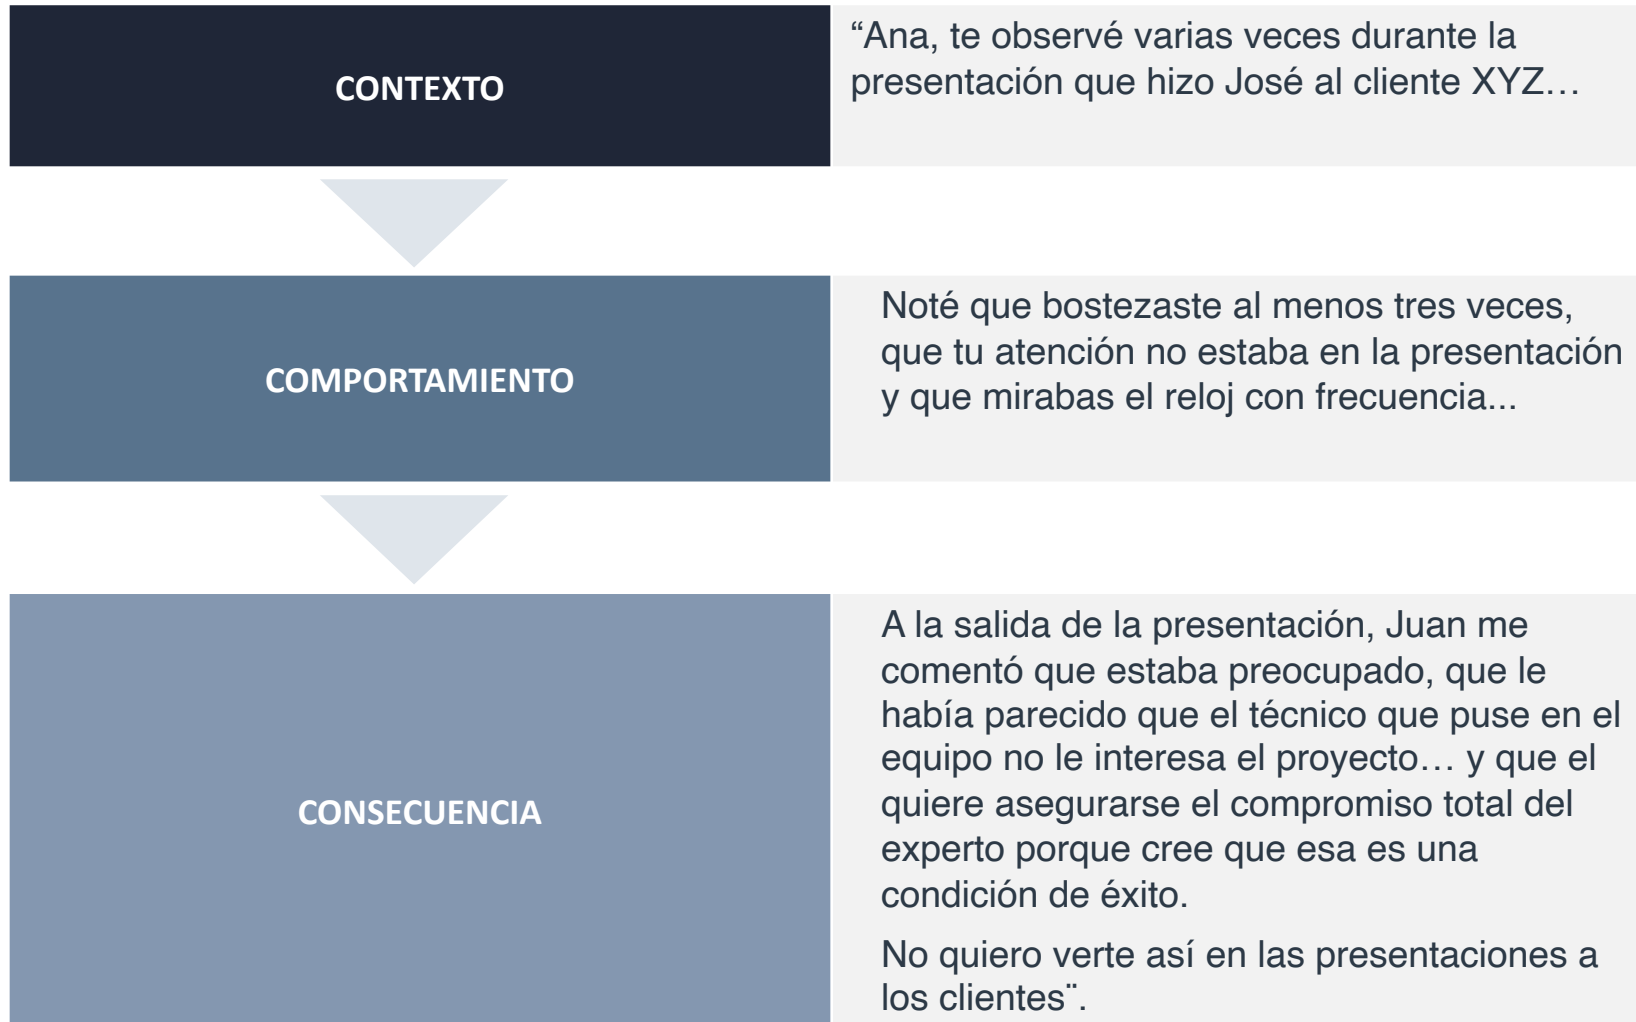 CONTEXTO
“Ana, te observé varias veces durante la
presentación que hizo José al cliente XYZ…
COMPORTAMIENTO
Noté que bostezaste al menos tres veces,
que tu atención no estaba en la presentación
y que mirabas el reloj con frecuencia...
CONSECUENCIA
A la salida de la presentación, Juan me
comentó que estaba preocupado, que le
había parecido que el técnico que puse en el
equipo no le interesa el proyecto… y que el
quiere asegurarse el compromiso total del
experto porque cree que esa es una
condición de éxito.
No quiero verte así en las presentaciones a
los clientes¨.